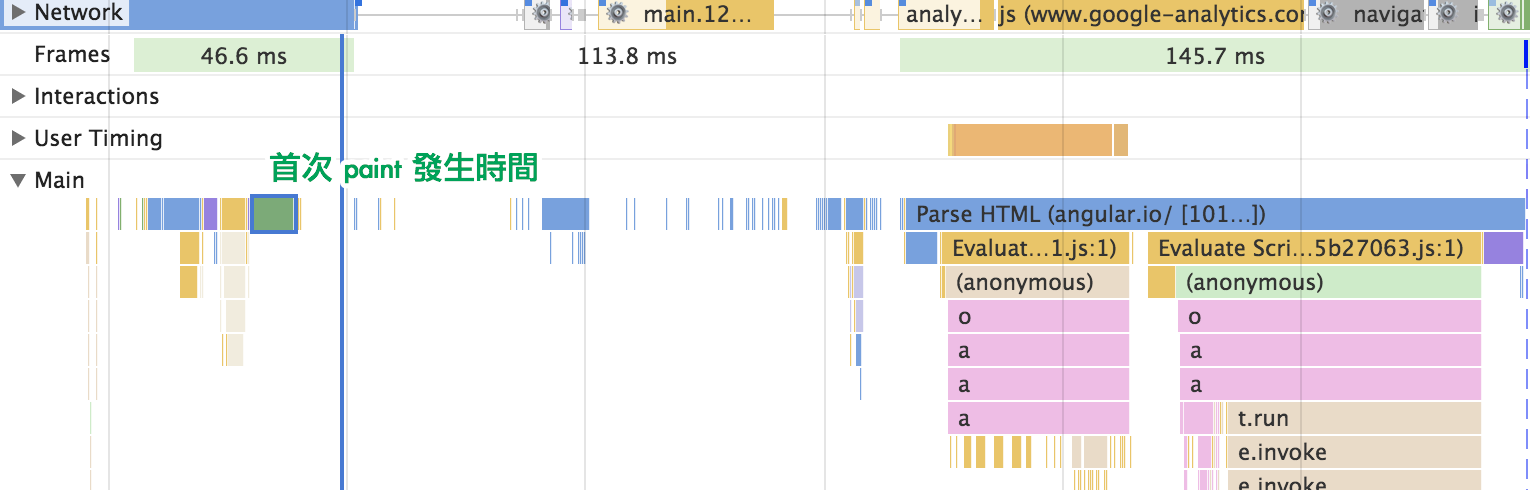 Network
main.12...
analy...
js (www.google-analytics.co
naviga
i
Frames
46.6 ms
113.8 ms
145.7 ms
Interactions
User Timing
首次 paint 發生時間
Main
Parse HTML (angular.io/ [101...])
Evaluat...1.js:1)
Evaluate Scri...5b27063.js:1)
(anonymous)
(anonymous)
o
o
a
a
a
a
a
t.run
e.invoke
e.invoke